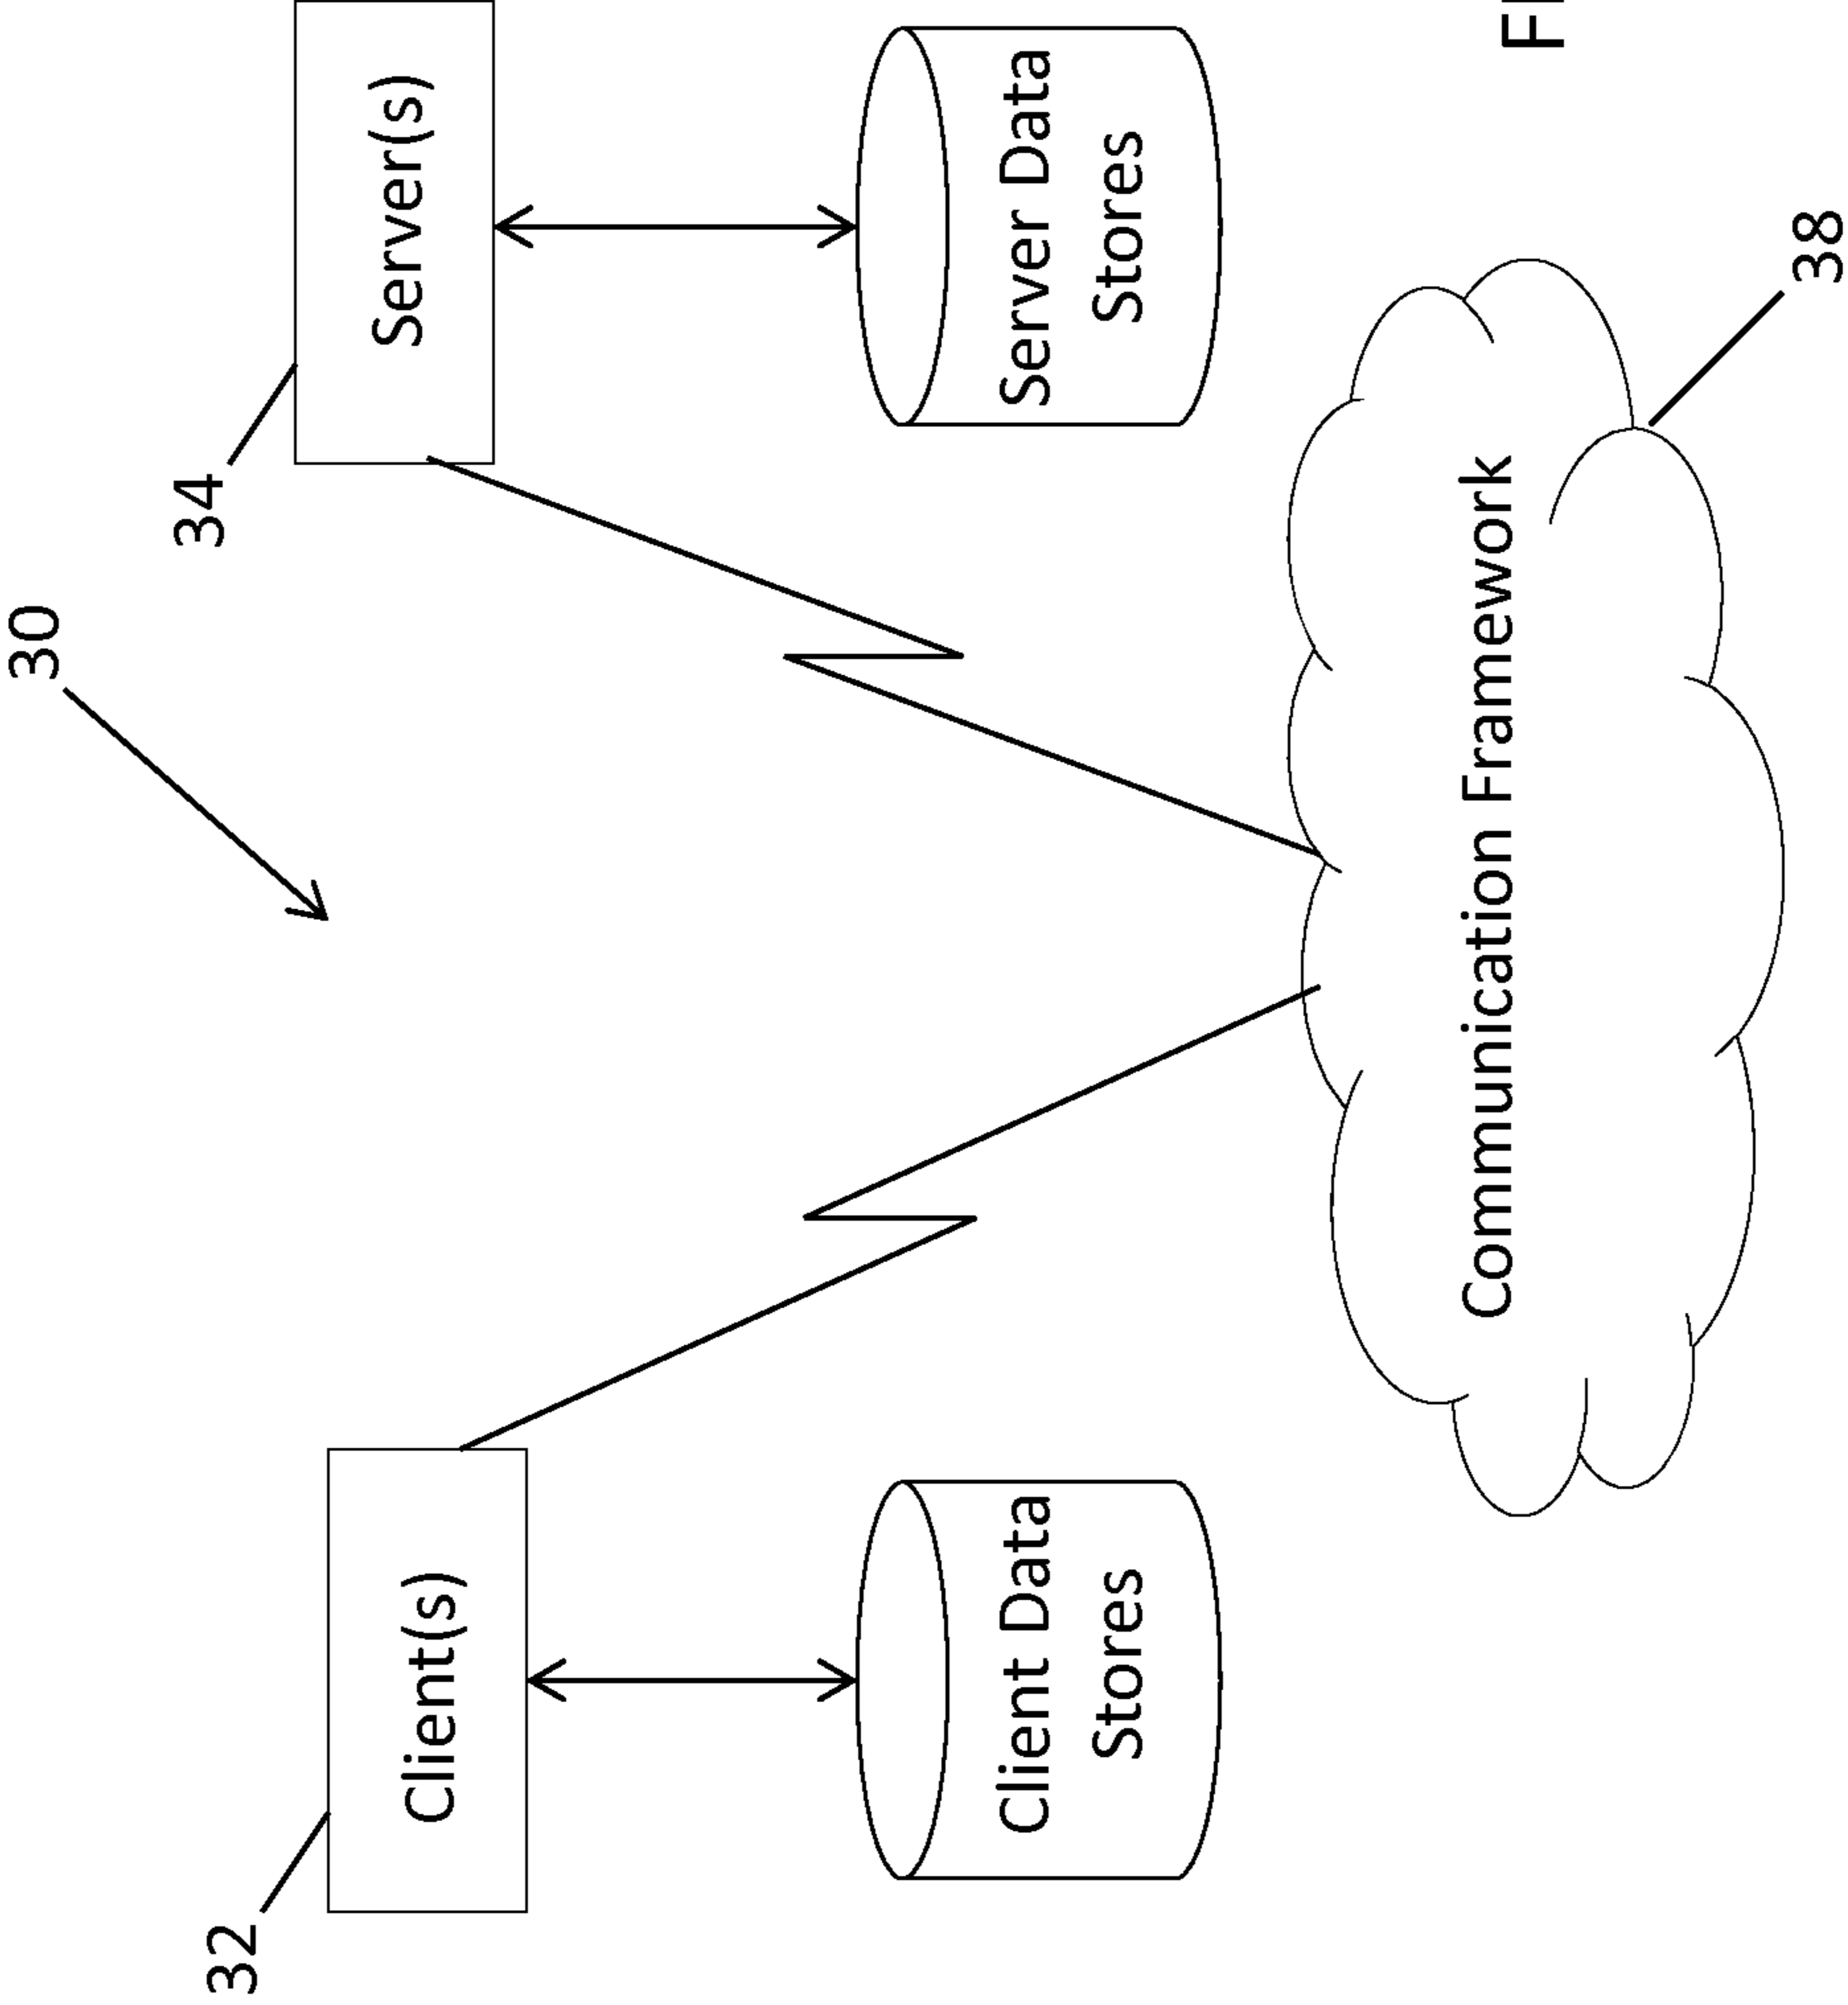 30
32
34
Client(s)
Server(s)
Client Data
Stores
Server Data
Stores
Communication Framework
38